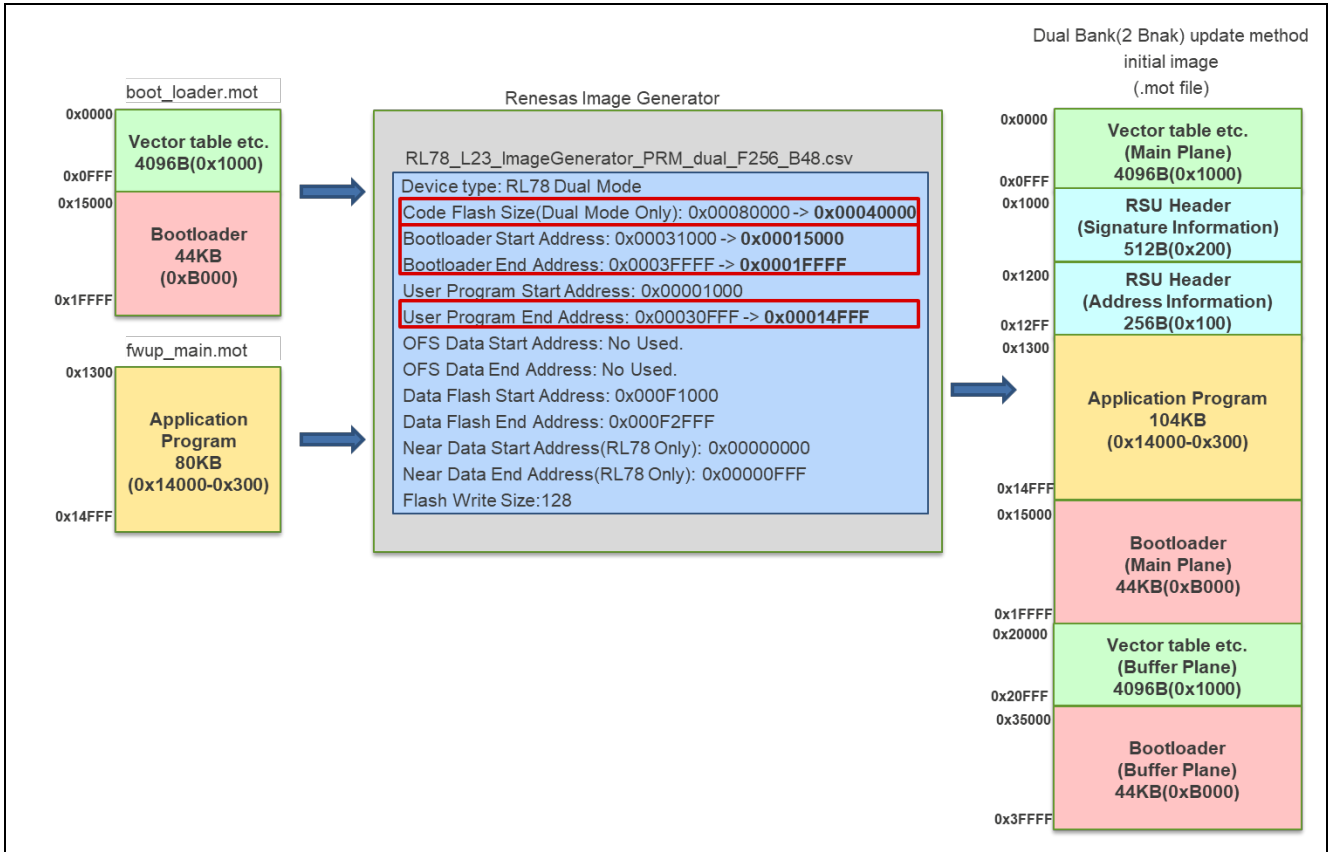 boot_loader.mot
0x0000
Vector table etc.
4096B(0x1000)
0x0FFF
0x15000
Bootloader
44KB
(0xB000)
0x1FFFF
fwup_main.mot
0x1300
Application
Program
80KB
(0x14000-0x300)
0x14FFF
Renesas Image Generator
RL78_L23_ImageGenerator_PRM_dual_F256_B48.csv
Device type: RL78 Dual Mode
Code Flash Size(Dual Mode Only): 0x00080000 -> 0x00040000
Bootloader Start Address: 0x00031000 -> 0x00015000
Bootloader End Address: 0x0003FFFF -> 0x0001FFFF
User Program Start Address: 0x00001000
User Program End Address: 0x00030FFF -> 0x00014FFF
OFS Data Start Address: No Used.
OFS Data End Address: No Used.
Data Flash Start Address: 0x000F1000
Data Flash End Address: 0x000F2FFF
Near Data Start Address(RL78 Only): 0x00000000
Near Data End Address(RL78 Only): 0x00000FFF
Flash Write Size:128
Dual Bank(2 Bnak) update method
initial image
(.mot file)
0x0000
Vector table etc.
(Main Plane)
4096B(0x1000)
0x0FFF
0x1000
RSU Header
(Signature Information)
512B(0x200)
0x1200
RSU Header
(Address Information)
256B(0x100)
0x12FF
0x1300
Application Program
104KB
(0x14000-0x300)
0x14FFF
0x15000
Bootloader
(Main Plane)
44KB(0xB000)
0x1FFFF
0x20000
Vector table etc.
(Buffer Plane)
4096B(0x1000)
0x20FFF
0x35000
Bootloader
(Buffer Plane)
44KB(0xB000)
0x3FFFF